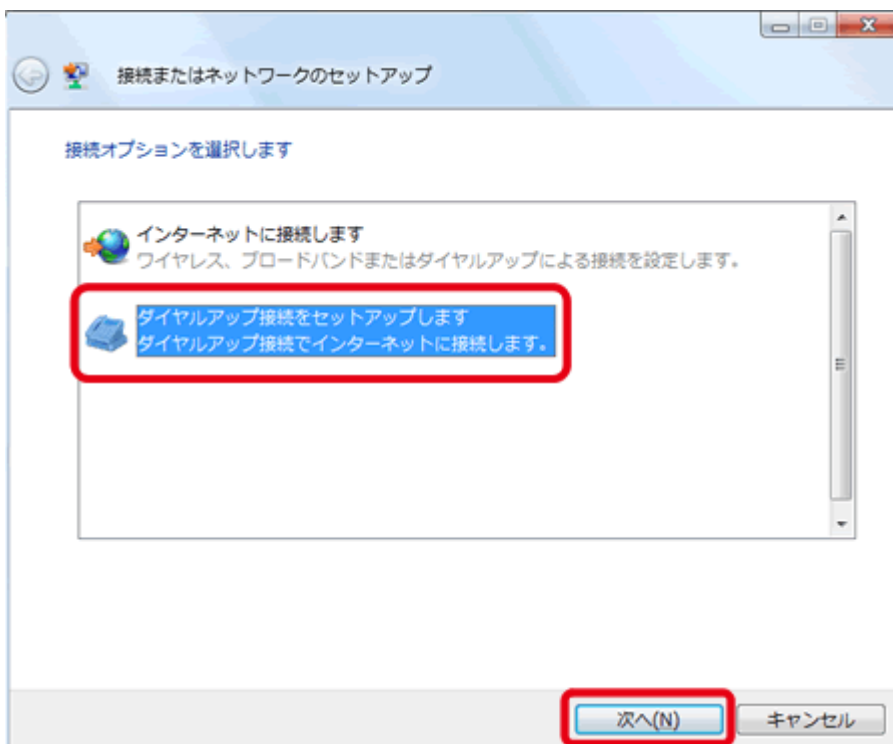 接続またはネットワークのセットアップ
接続オプションを選択します
インターネットに接続します
ワイヤレス、ブロードバンドまたはダイヤルアップによる接続を設定します。
ダイヤルアップ接続をセットアップします
ダイヤルアップ接続でインターネットに接続します。
次へ(N)
キャンセル